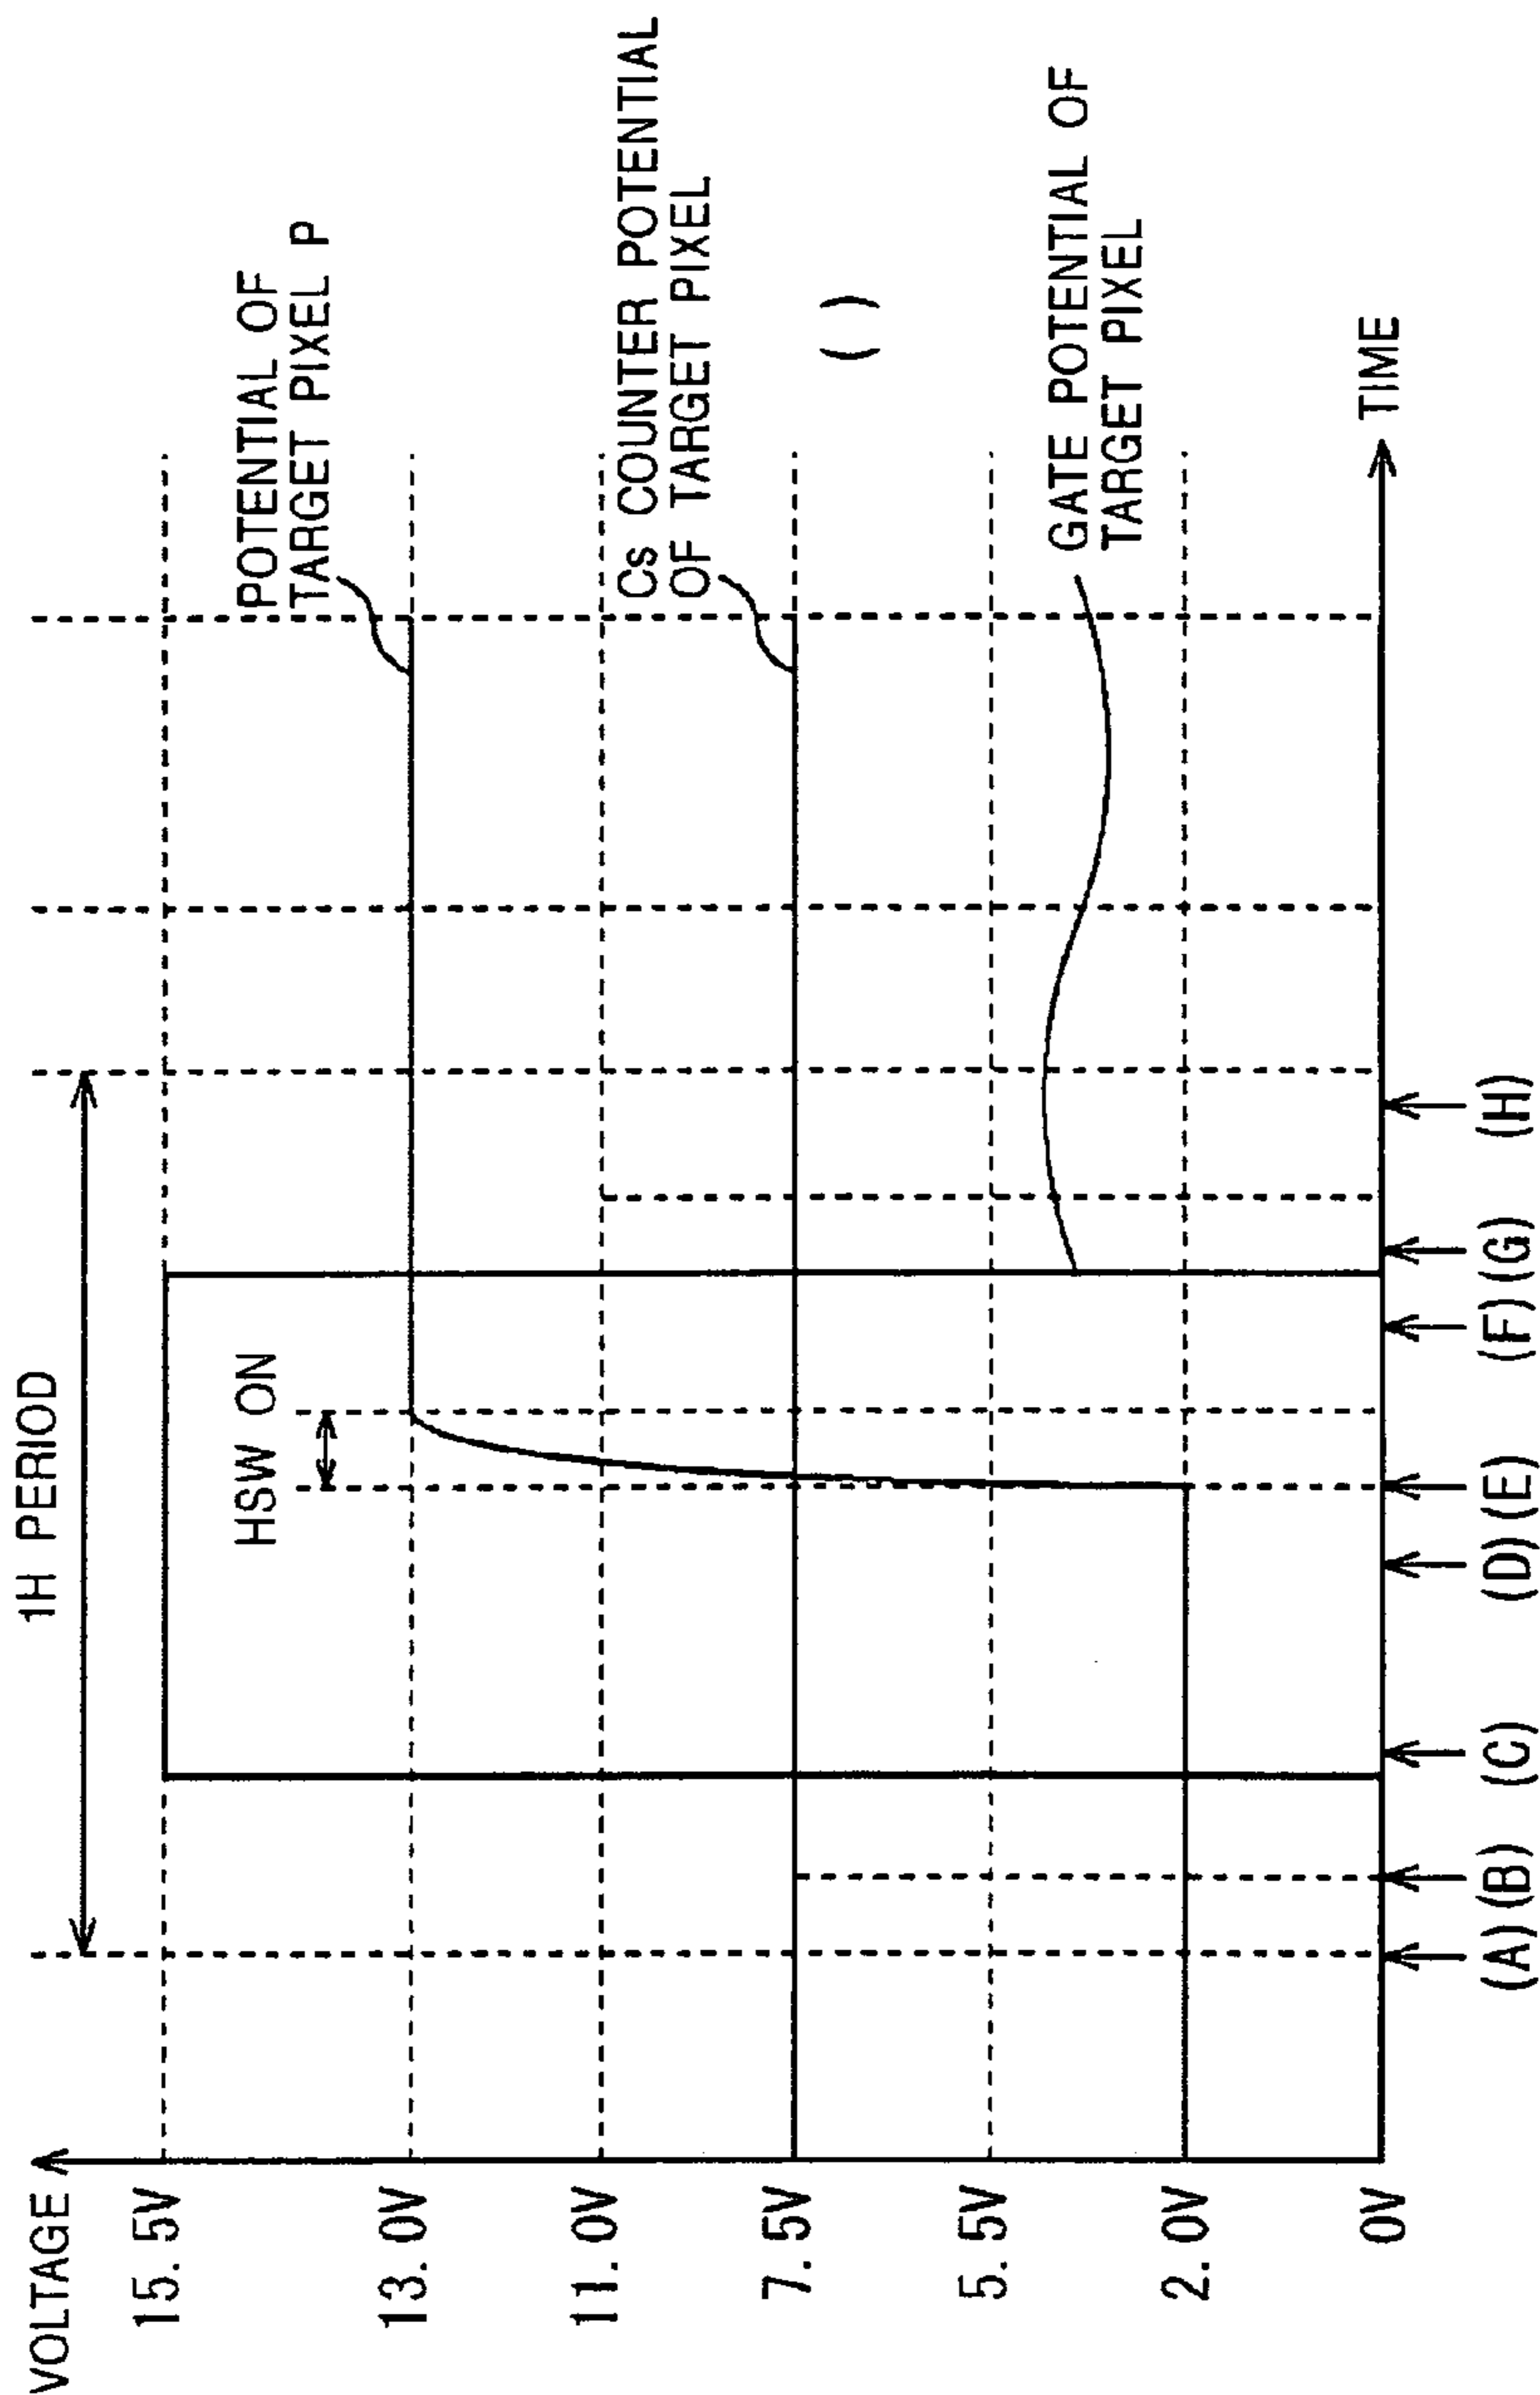 VOLTAGE
1H PERIOD
15. 5V
13. 0V
11. 0V
7. 5V
5. 5V
2. 0V
0V
HSW ON
POTENTIAL OF
TARGET PIXEL P
Cs COUNTER POTENTIAL
OF TARGET PIXEL
( )
GATE POTENTIAL OF
TARGET PIXEL
TIME
(A) (B) (C) (D) (E) (F) (G) (H)